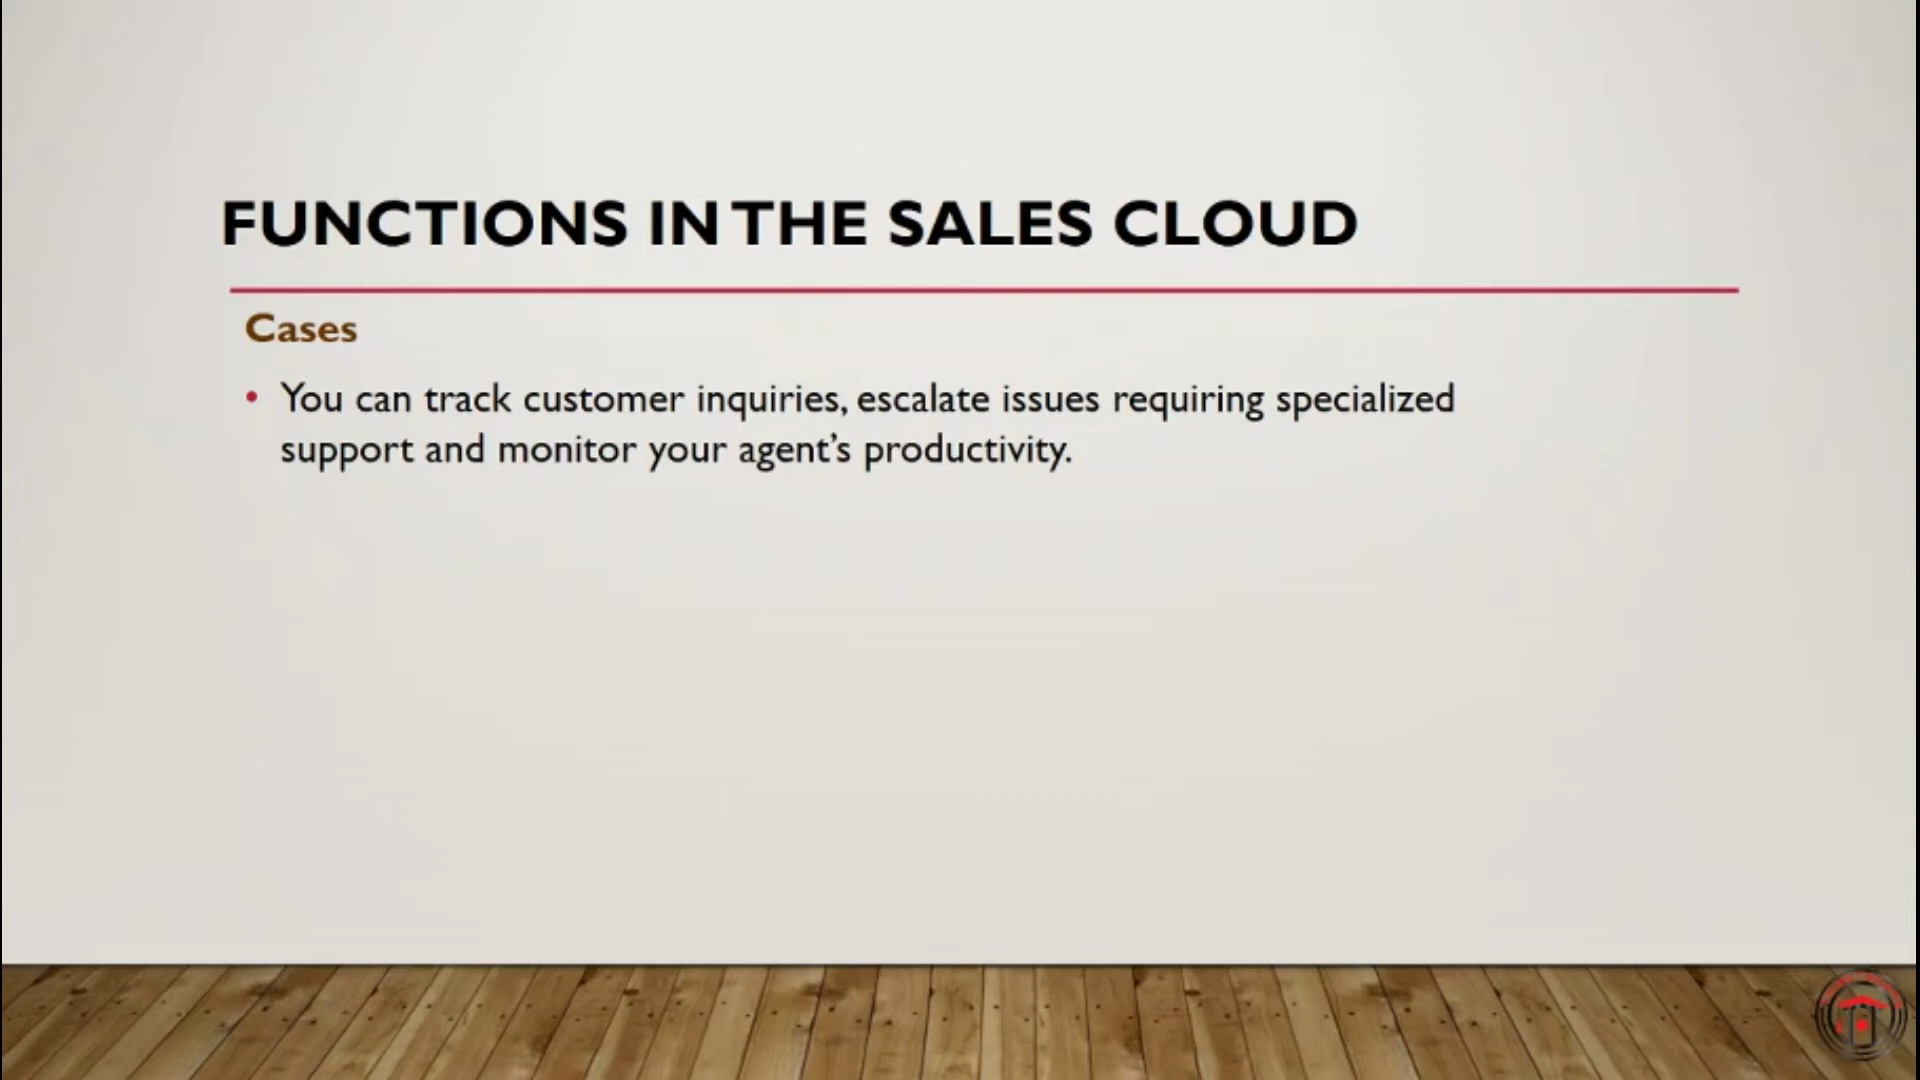 FUNCTIONS IN THE SALES CLOUD
Cases
• You can track customer inquiries, escalate issues requiring specialized
support and monitor your agent’s productivity.